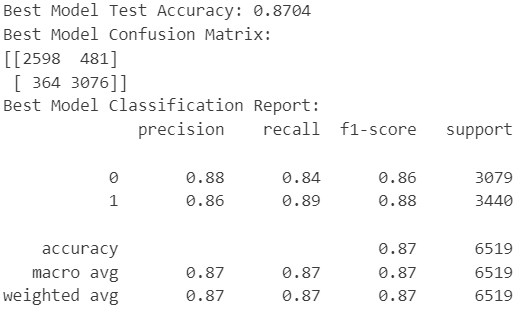 Best Model Test Accuracy: 0.8704
Best Model Confusion Matrix:
[[2598  481]
 [ 364 3076]]
Best Model Classification Report:
              precision    recall  f1-score   support

           0       0.88      0.84      0.86      3079
           1       0.86      0.89      0.88      3440

    accuracy                           0.87      6519
   macro avg       0.87      0.87      0.87      6519
weighted avg       0.87      0.87      0.87      6519